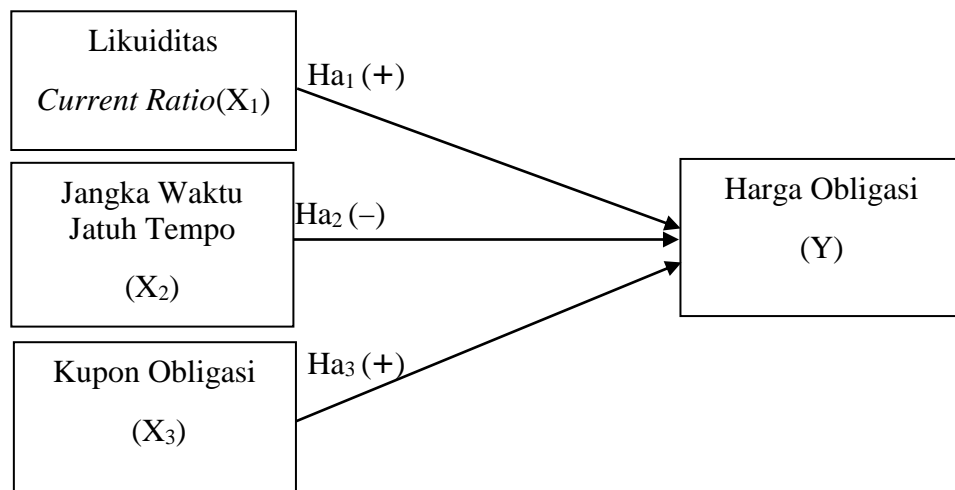 Likuiditas
Current Ratio(X₁)
Ha₁ (+)
Jangka Waktu
Jatuh Tempo
(X₂)
Ha₂ (–)
Kupon Obligasi
(X₃)
Ha₃ (+)
Harga Obligasi
(Y)